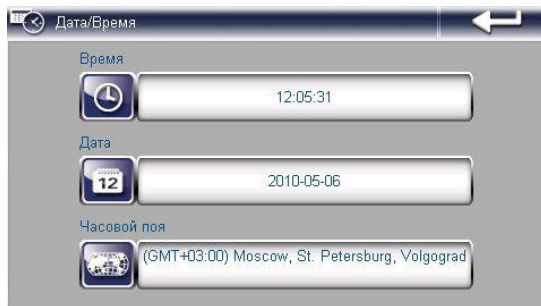 Дата/Время
Время
12:05:31
Дата
12
2010-05-06
Часовой поя
(GMT+03:00) Moscow, St. Petersburg, Volgograd